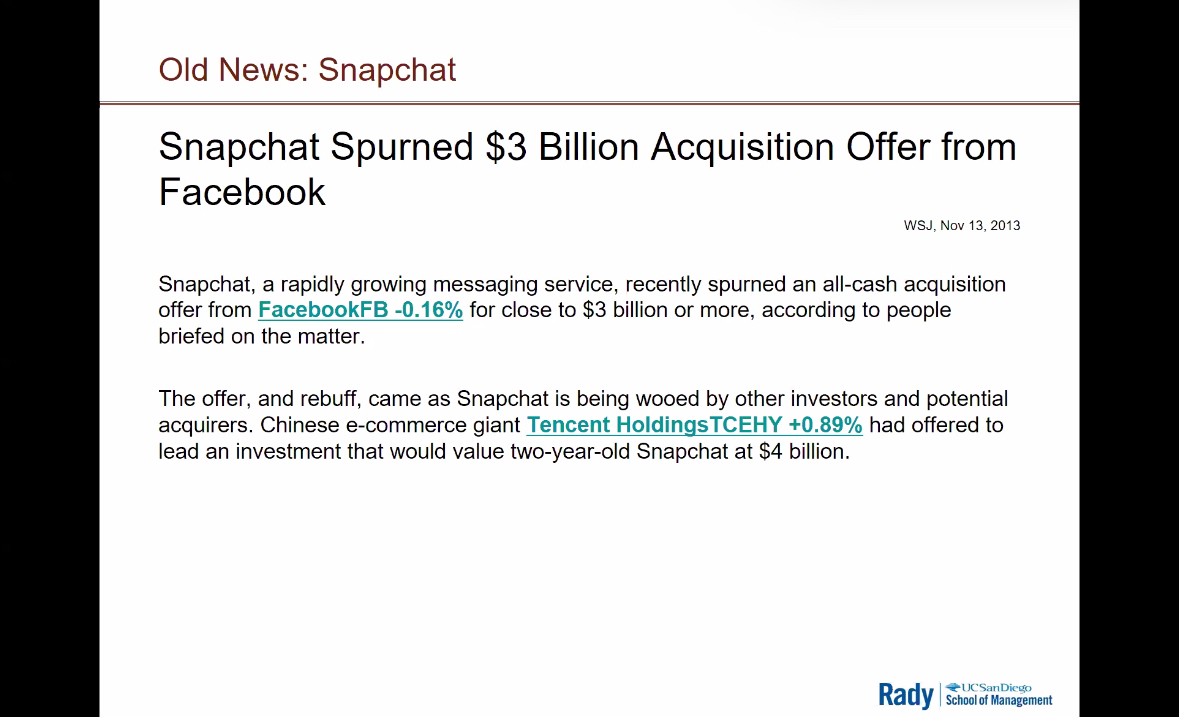 Old News: Snapchat
Snapchat Spurned $3 Billion Acquisition Offer from
Facebook
WSJ, Nov 13, 2013
Snapchat, a rapidly growing messaging service, recently spurned an all-cash acquisition
offer from FacebookFB -0.16% for close to $3 billion or more, according to people
briefed on the matter.
The offer, and rebuff, came as Snapchat is being wooed by other investors and potential
acquirers. Chinese e-commerce giant Tencent HoldingsTCEHY +0.89% had offered to
lead an investment that would value two-year-old Snapchat at $4 billion.
Rady
UC San Diego
School of Management